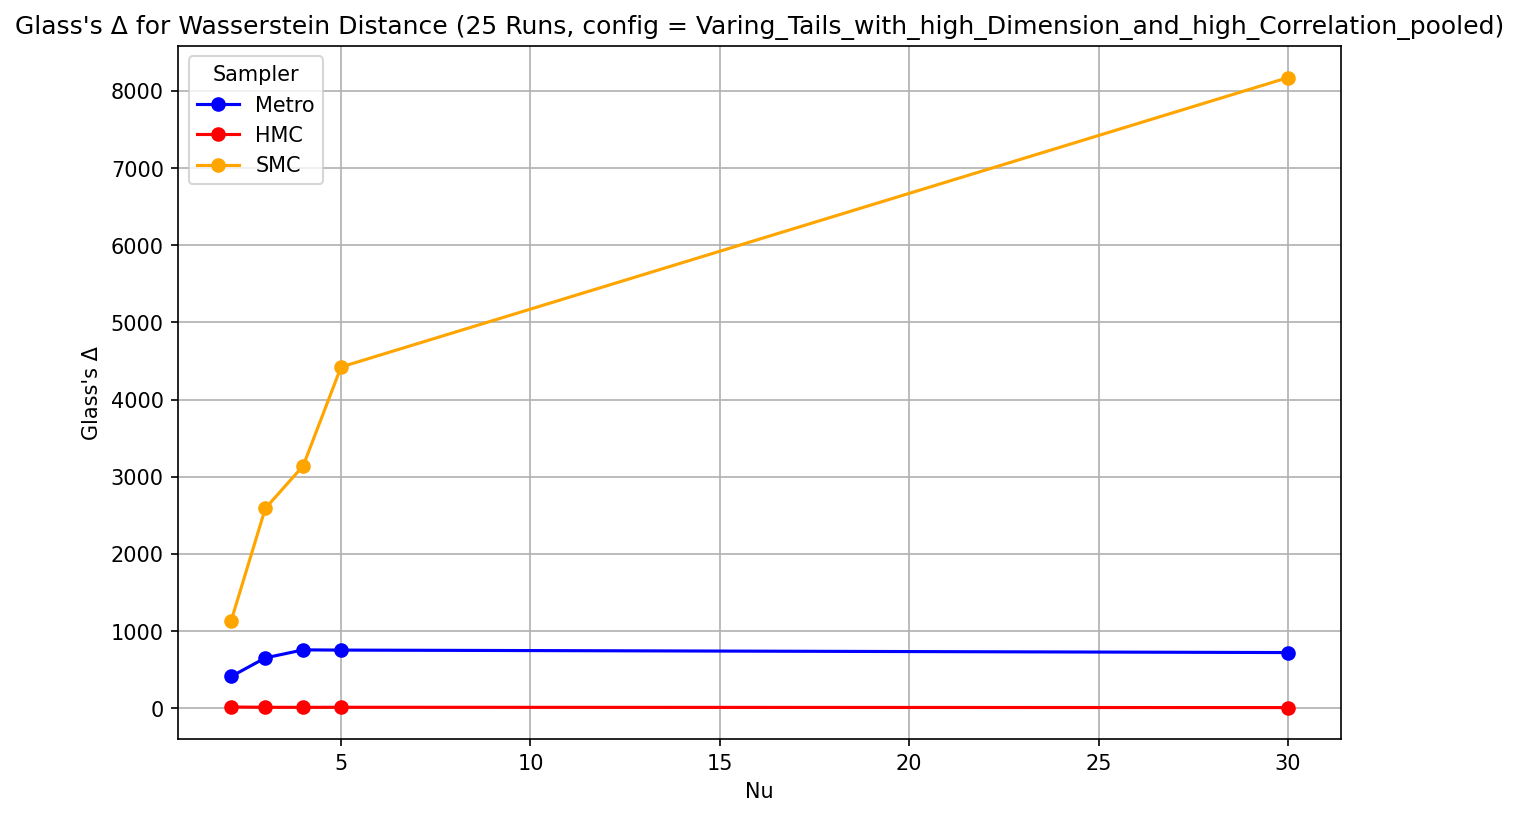 Glass's Δ for Wasserstein Distance (25 Runs, config = Varing_Tails_with_high_Dimension_and_high_Correlation_pooled)
Sampler
Metro
HMC
SMC
Glass's Δ
8000
7000
6000
5000
4000
3000
2000
1000
0
5 10 15 20 25 30
Nu